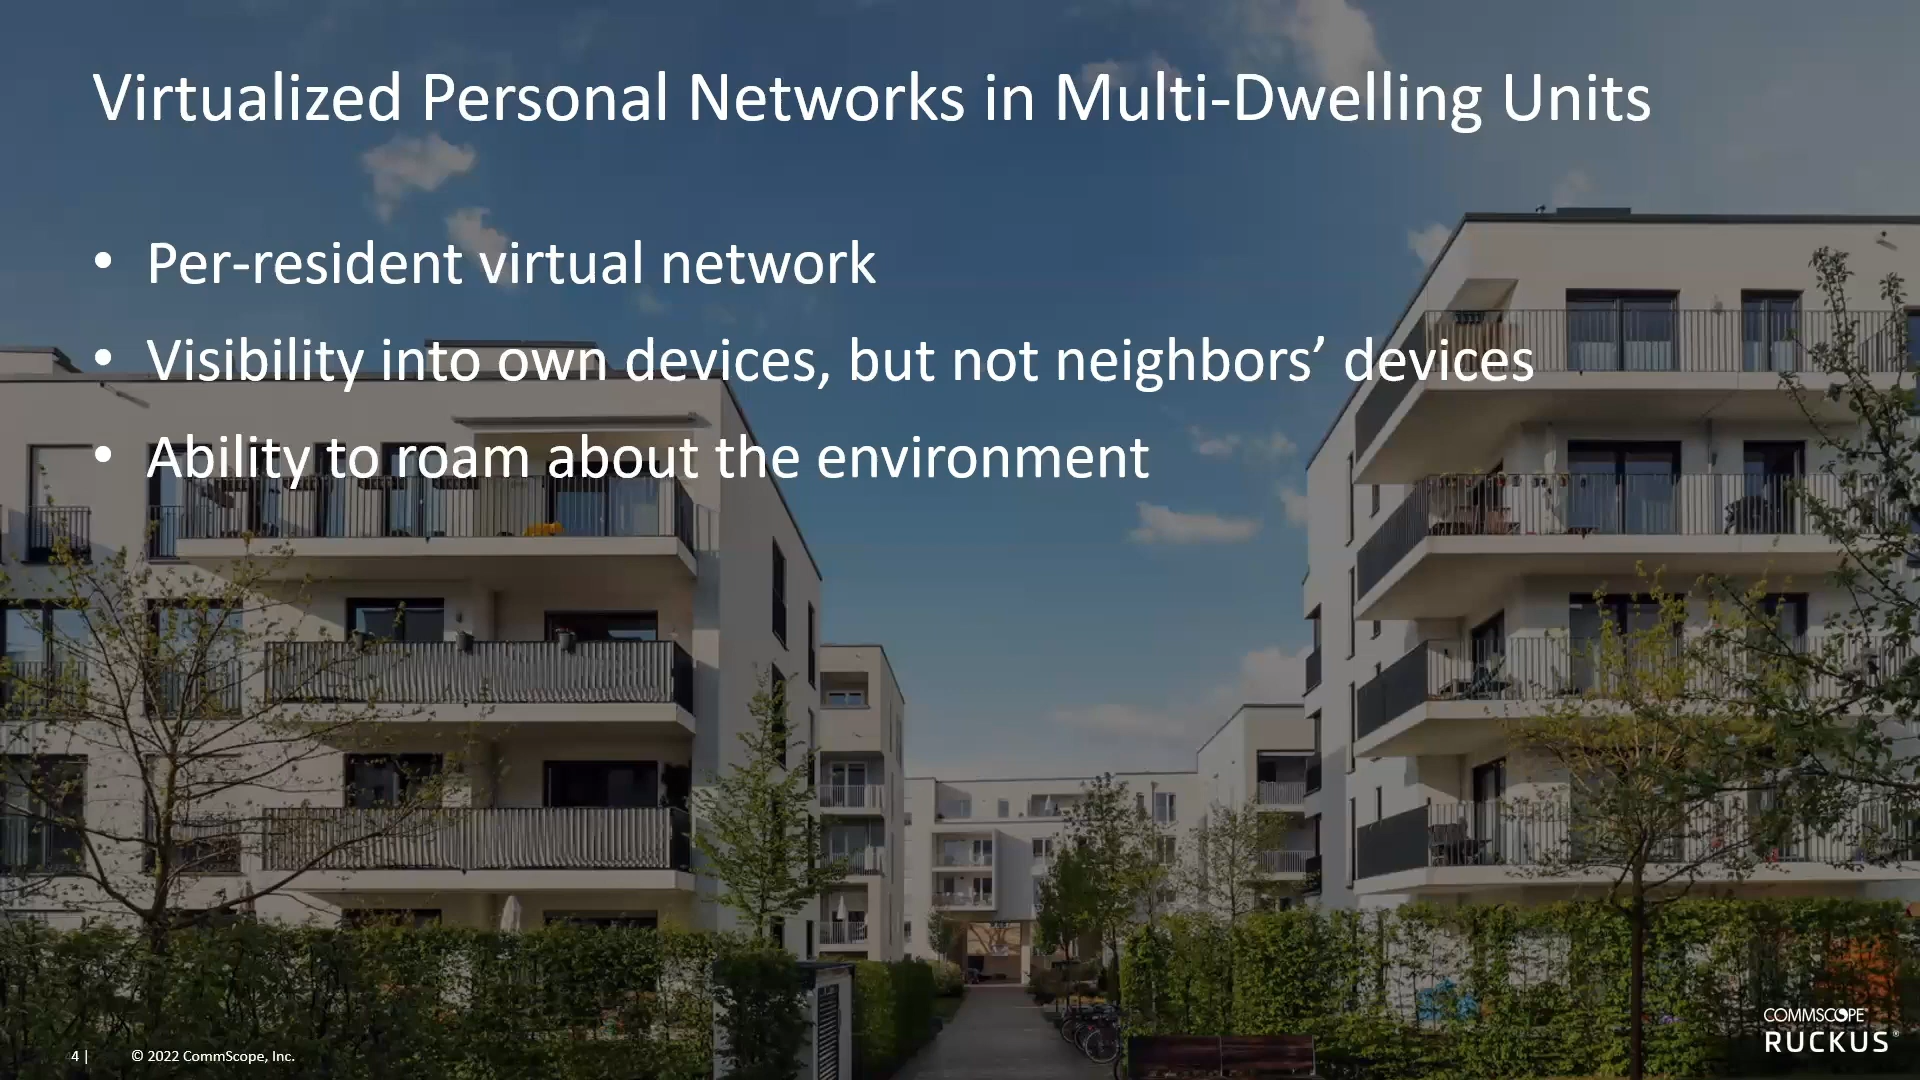 Virtualized Personal Networks in Multi-Dwelling Units
• Per-resident virtual network
• Visibility into own devices, but not neighbors’ devices
• Ability to roam about the environment
4 |
© 2022 CommScope, Inc.
COMMSCOPE
RUCKUS®